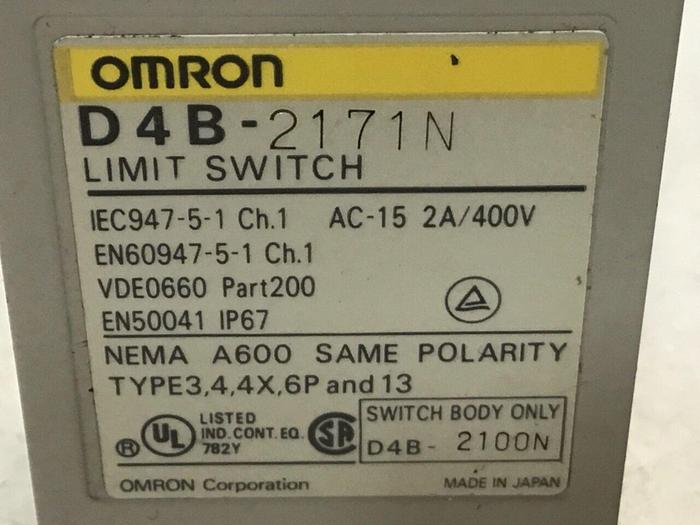 OMRON
D4B-2171N
LIMIT SWITCH
IEC947-5-1 Ch.1 AC-15 2A/400V
EN60947-5-1 Ch.1
VDE0660 Part200
EN50041 IP67
NEMA A600 SAME POLARITY
TYPE3,4,4X,6P and 13
® UL LISTED IND.CONT.EQ. 782Y SA
SWITCH BODY ONLY
D4B- 2100N
OMRON Corporation MADE IN JAPAN